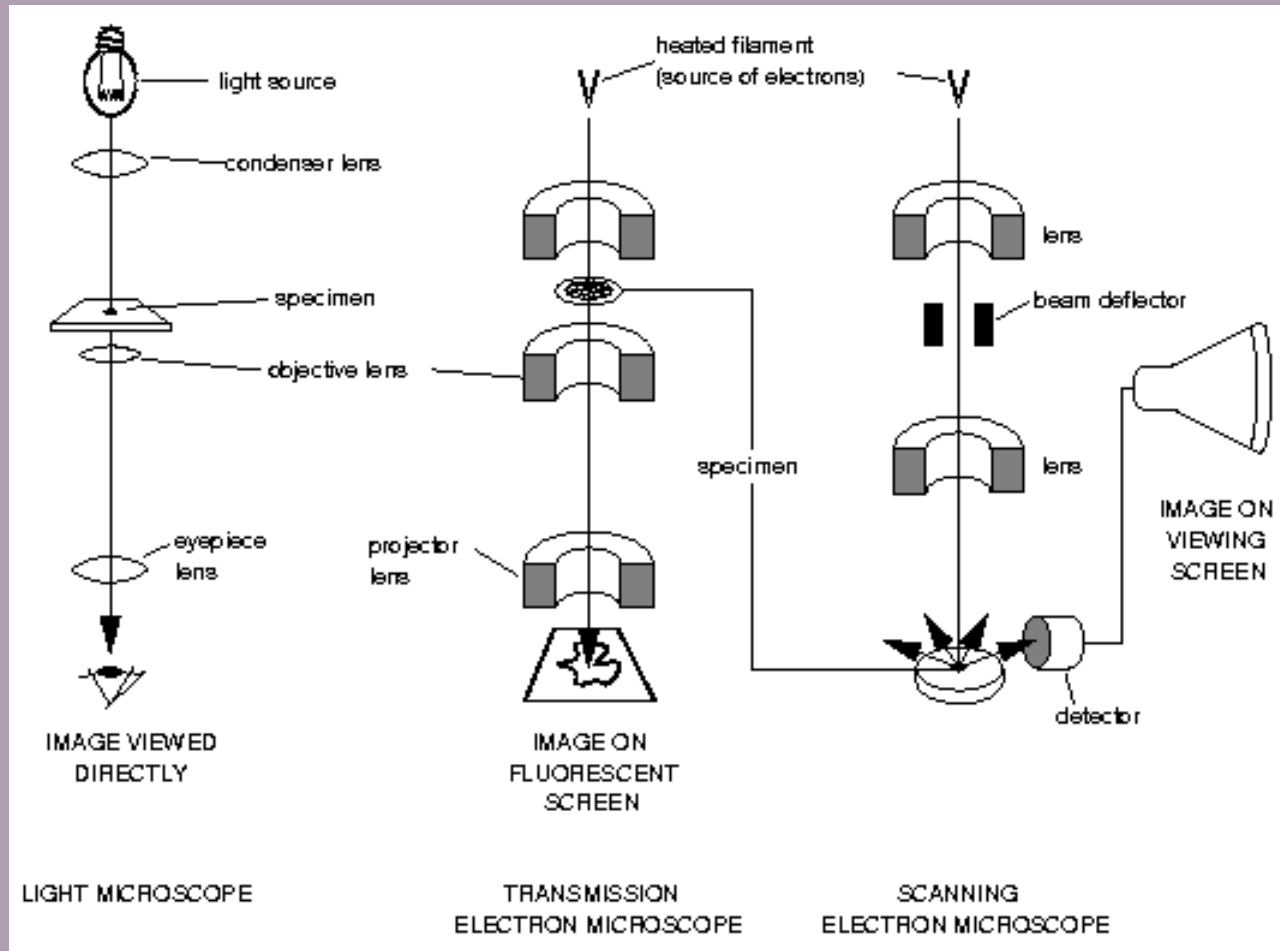 light source
condenser lens
specimen
objective lens
eyepiece
lens
IMAGE VIEWED
DIRECTLY
LIGHT MICROSCOPE
heated filament
(source of electrons)
projector
lens
specimen
IMAGE ON
FLUORESCENT
SCREEN
TRANSMISSION
ELECTRON MICROSCOPE
lens
beam deflector
lens
detector
IMAGE ON
VIEWING
SCREEN
SCANNING
ELECTRON MICROSCOPE